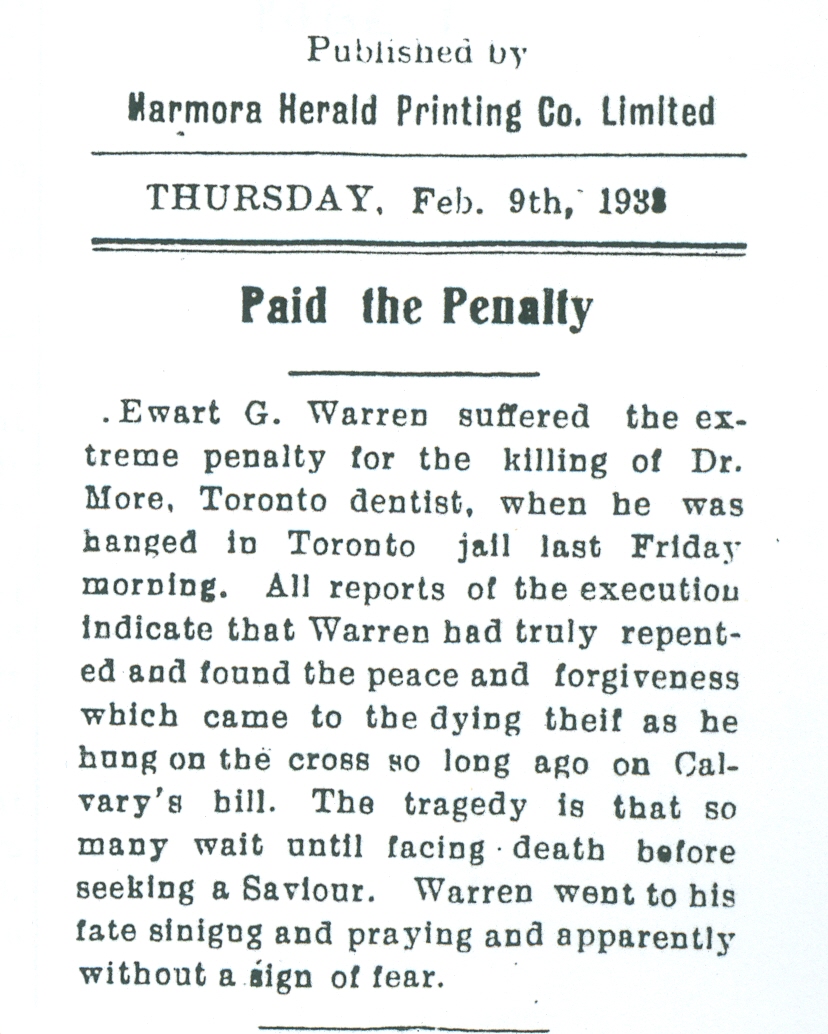 Published by
Marmora Herald Printing Co. Limited
THURSDAY, Feb. 9th,
Paid the Penalty
Ewart G. Warren suffered the ex-
treme penalty for the killing of Dr.
More, Toronto dentist, when he was
hanged in Toronto jail last Friday
morning. All reports of the execution
indicate that Warren had truly repent-
ed and found the peace and forgiveness
which came to the dying theif as he
hung on the cross so long ago on Cal-
vary's hill. The tragedy is that so
many wait until facing death before
seeking a Saviour. Warren went to his
fate sinigng and praying and apparently
without a sign of fear.